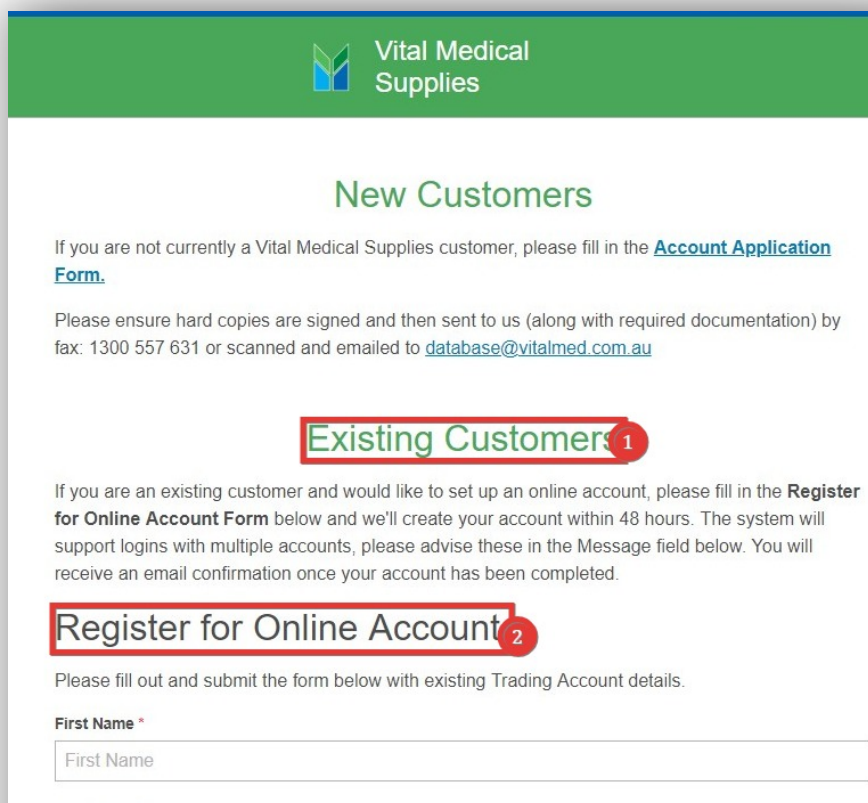 Vital Medical
Supplies
New Customers
If you are not currently a Vital Medical Supplies customer, please fill in the Account Application
Form.
Please ensure hard copies are signed and then sent to us (along with required documentation) by
fax: 1300 557 631 or scanned and emailed to database@vitalmed.com.au
Existing Customers 1
If you are an existing customer and would like to set up an online account, please fill in the Register
for Online Account Form below and we'll create your account within 48 hours. The system will
support logins with multiple accounts, please advise these in the Message field below. You will
receive an email confirmation once your account has been completed.
Register for Online Account 2
Please fill out and submit the form below with existing Trading Account details.
First Name *
First Name